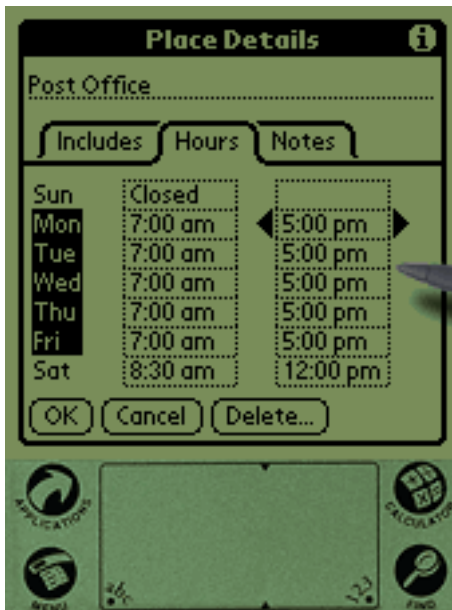 Place Details
Post Office
Includes Hours Notes
Sun Closed
Mon 7:00 am 5:00 pm
Tue 7:00 am 5:00 pm
Wed 7:00 am 5:00 pm
Thu 7:00 am 5:00 pm
Fri 7:00 am 5:00 pm
Sat 8:30 am 12:00 pm
OK Cancel Delete...
APPLICATIONS CALCULATOR
MENU abc 123 FIND